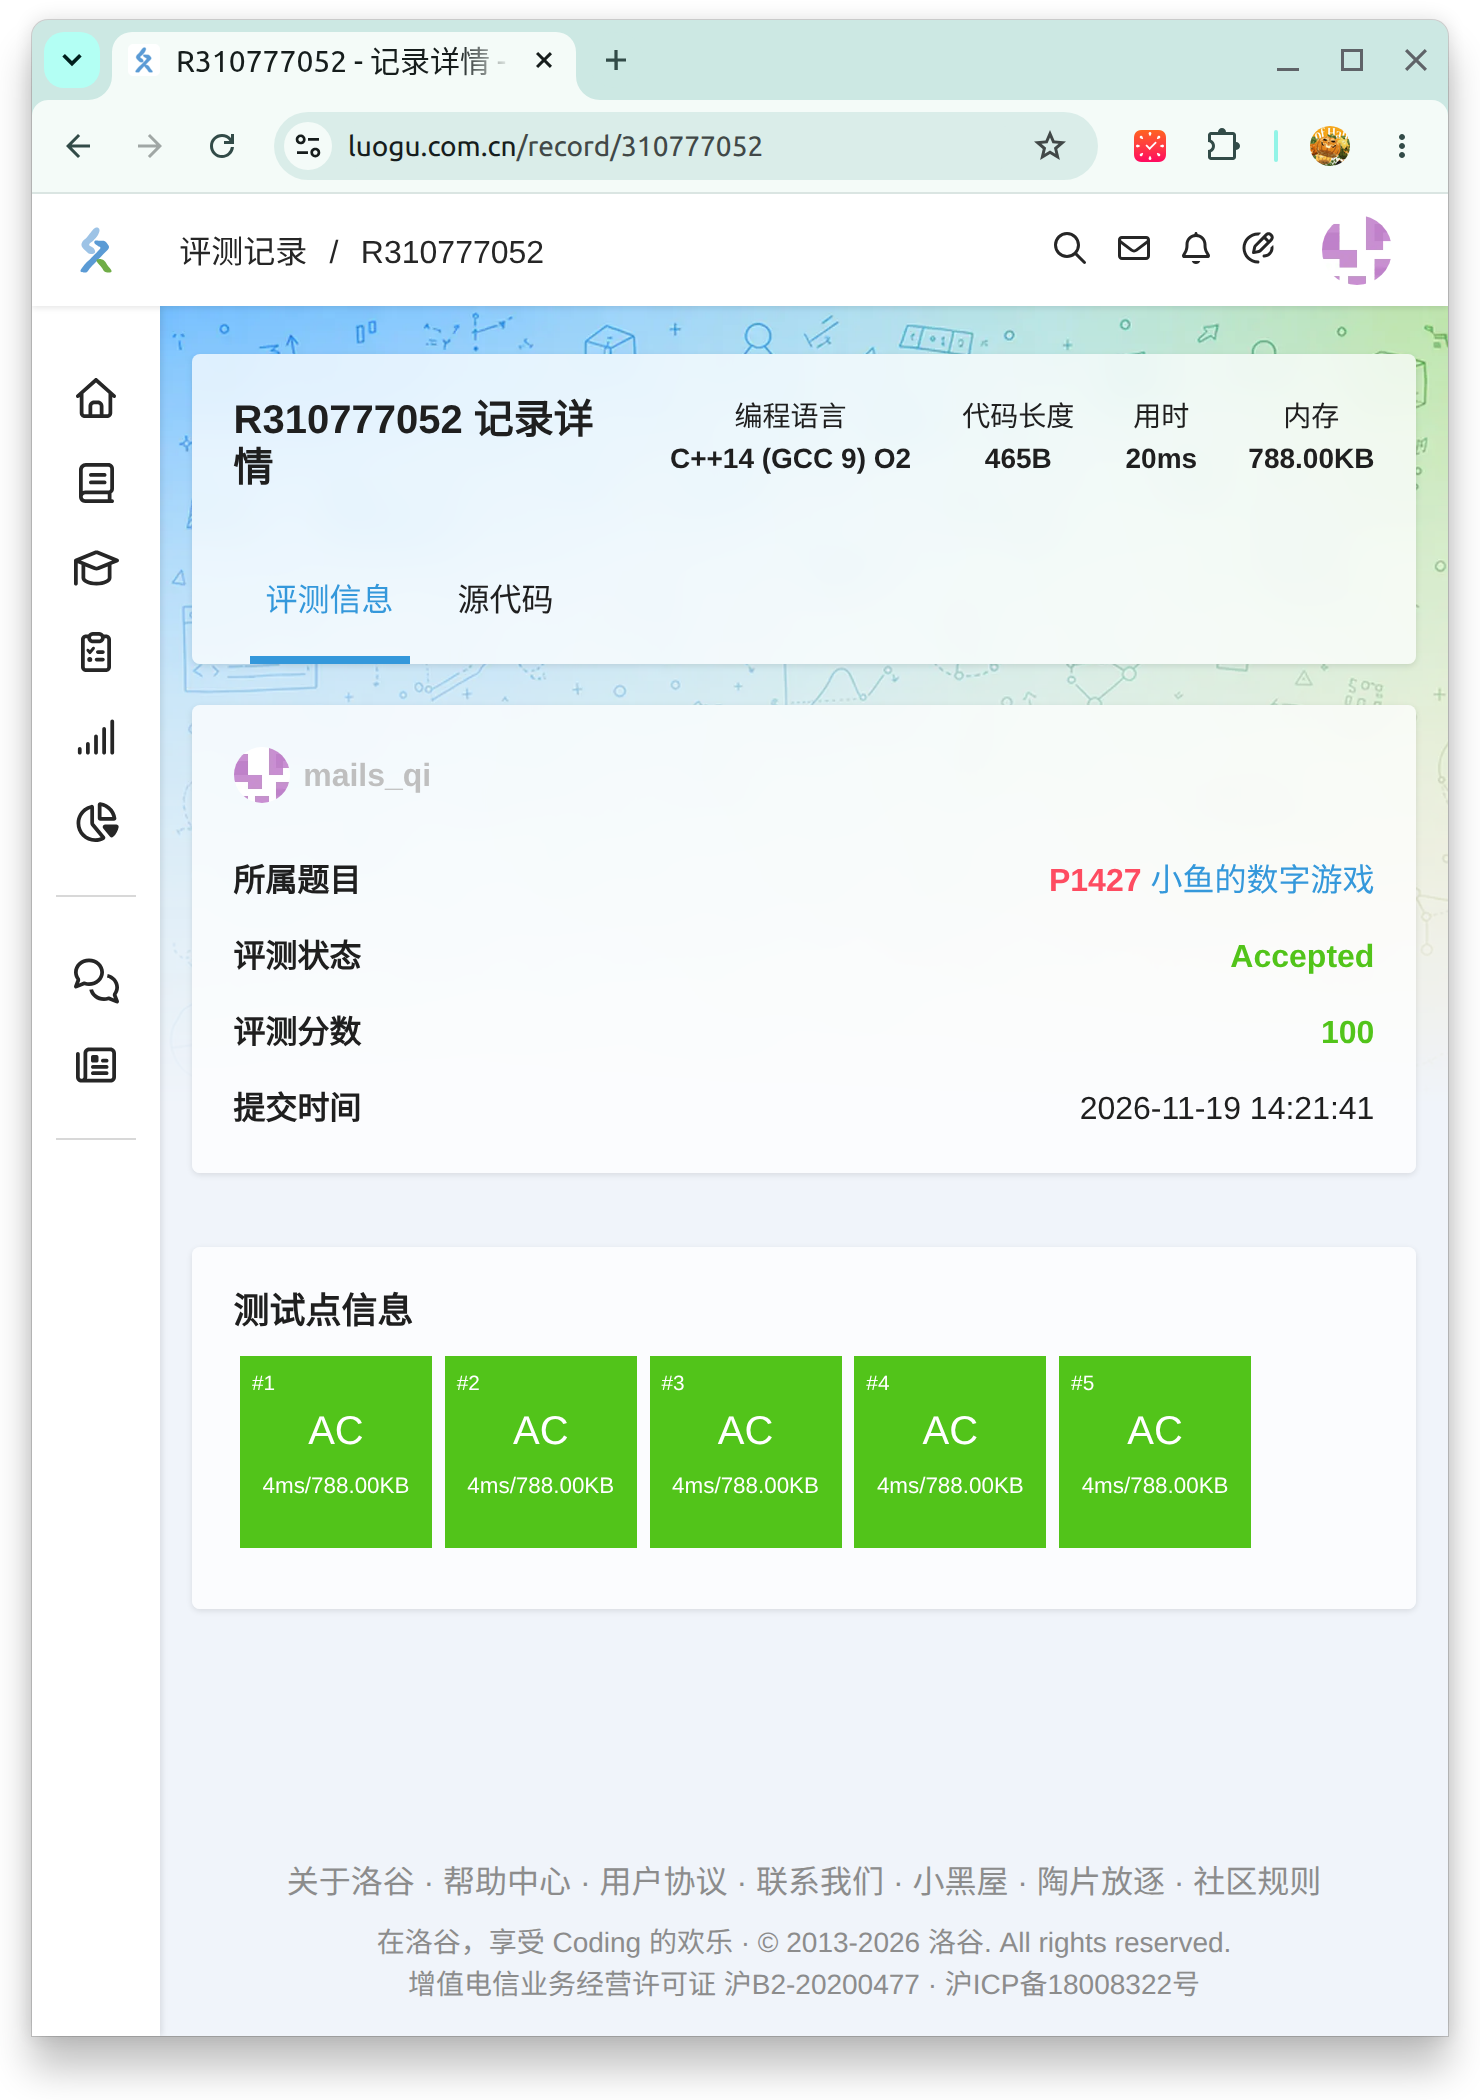 R310777052 - 记录详情 -
luogu.com.cn/record/310777052
评测记录 / R310777052
R310777052 记录详情
编程语言
C++14 (GCC 9) O2
代码长度
465B
用时
20ms
内存
788.00KB
评测信息 源代码
mails_qi
所属题目 P1427 小鱼的数字游戏
评测状态 Accepted
评测分数 100
提交时间 2026-11-19 14:21:41
测试点信息
#1
AC
4ms/788.00KB
#2
AC
4ms/788.00KB
#3
AC
4ms/788.00KB
#4
AC
4ms/788.00KB
#5
AC
4ms/788.00KB
关于洛谷 · 帮助中心 · 用户协议 · 联系我们 · 小黑屋 · 陶片放逐 · 社区规则
在洛谷，享受 Coding 的欢乐 · © 2013-2026 洛谷. All rights reserved.
增值电信业务经营许可证 沪B2-20200477 · 沪ICP备18008322号